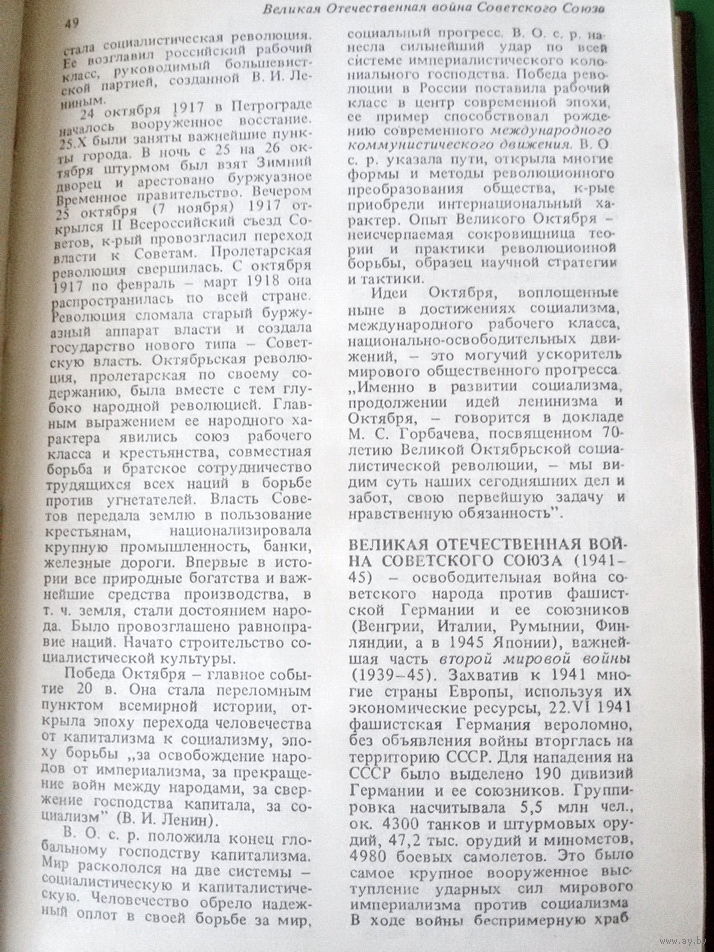 49
Великая Отечественная война Советского Союза
стала социалистическая революция.
Ее возглавил российский рабочий
класс, руководимый большевист-
ской партией, созданной В. И. Ле-
ниным.
24 октября 1917 в Петрограде
началось вооруженное восстание.
25.X были заняты важнейшие пунк-
ты города. В ночь с 25 на 26 ок-
тября штурмом был взят Зимний
дворец и арестовано буржуазное
Временное правительство. Вечером
25 октября (7 ноября) 1917 от-
крылся II Всероссийский съезд Со-
ветов, к-рый провозгласил переход
власти к Советам. Пролетарская
революция свершилась. С октября
1917 по февраль – март 1918 она
распространилась по всей стране.
Революция сломала старый буржу-
азный аппарат власти и создала
государство нового типа – Совет-
скую власть. Октябрьская револю-
ция, пролетарская по своему со-
держанию, была вместе с тем глу-
боко народной революцией. Глав-
ным выражением ее народного ха-
рактера явились союз рабочего
класса и крестьянства, совместная
борьба и братское сотрудничество
трудящихся всех наций в борьбе
против угнетателей. Власть Сове-
тов передала землю в пользование
крестьянам, национализировала
крупную промышленность, банки,
железные дороги. Впервые в исто-
рии все природные богатства и важ-
нейшие средства производства, в
т. ч. земля, стали достоянием наро-
да. Было провозглашено равнопра-
вие наций. Начато строительство со-
циалистической культуры.
Победа Октября – главное собы-
тие 20 в. Она стала переломным
пунктом всемирной истории, от-
крыла эпоху перехода человечества
от капитализма к социализму, эпо-
ху борьбы „за освобождение наро-
дов от империализма, за прекраще-
ние войн между народами, за свер-
жение господства капитала, за со-
циализм" (В. И. Ленин).
В. О. с. р. положила конец гло-
бальному господству капитализма.
Мир раскололся на две системы –
социалистическую и капиталистиче-
скую. Человечество обрело надеж-
ный оплот в своей борьбе за мир,
социальный прогресс. В. О. с. р. на-
несла сильнейший удар по всей
системе империалистического коло-
ниального господства. Победа рево-
люции в России поставила рабочий
класс в центр современной эпохи,
ее пример способствовал рожде-
нию современного международного
коммунистического движения. В. О.
с. р. указала пути, открыла многие
формы и методы революционного
преобразования общества, к-рые
приобрели интернациональный ха-
рактер. Опыт Великого Октября –
неисчерпаемая сокровищница тео-
рии и практики революционной
борьбы, образец научной стратегии
и тактики.
Идеи Октября, воплощенные
ныне в достижениях социализма,
международного рабочего класса,
национально-освободительных дви-
жений, – это могучий ускоритель
мирового общественного прогресса
„Именно в развитии социализма,
продолжении идей ленинизма и
Октября, – говорится в докладе
М. С. Горбачева, посвященном 70-
летию Великой Октябрьской социа-
листической революции, – мы ви-
дим суть наших сегодняшних дел и
забот, свою первейшую задачу и
нравственную обязанность".
ВЕЛИКАЯ ОТЕЧЕСТВЕННАЯ ВОЙ-
НА СОВЕТСКОГО СОЮЗА (1941–
45) – освободительная война со-
ветского народа против фашист-
ской Германии и ее союзников
(Венгрии, Италии, Румынии, Фин-
ляндии, а в 1945 Японии), важней-
шая часть второй мировой войны
(1939–45). Захватив к 1941 мно-
гие страны Европы, используя их
экономические ресурсы, 22.VI 1941
фашистская Германия вероломно,
без объявления войны вторглась на
территорию СССР. Для нападения на
СССР было выделено 190 дивизий
Германии и ее союзников. Группи-
ровка насчитывала 5,5 млн чел.,
ок. 4300 танков и штурмовых ору-
дий, 47,2 тыс. орудий и минометов,
4980 боевых самолетов. Это было
самое крупное вооруженное выс-
тупление ударных сил мирового
империализма против социализма
В ходе войны беспримерную храб
www.ay.by